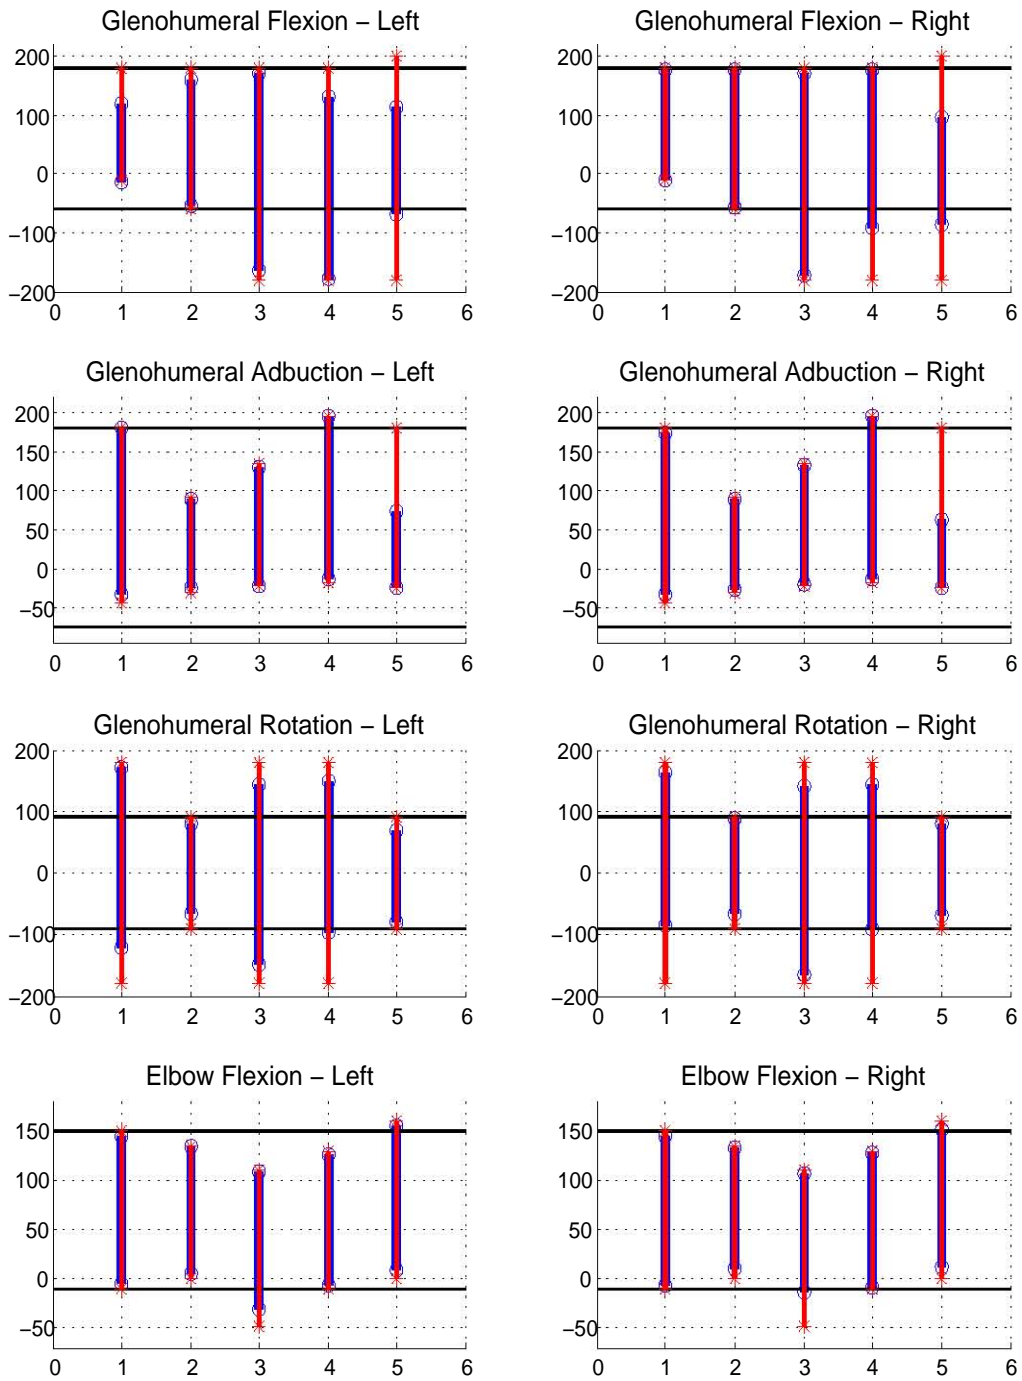 Glenohumeral Flexion – Left
200
100
0
−100
−200
0 1 2 3 4 5 6
Glenohumeral Flexion – Right
200
100
0
−100
−200
0 1 2 3 4 5 6
Glenohumeral Adbuction – Left
200
150
100
50
0
−50
0 1 2 3 4 5 6
Glenohumeral Adbuction – Right
200
150
100
50
0
−50
0 1 2 3 4 5 6
Glenohumeral Rotation – Left
200
100
0
−100
−200
0 1 2 3 4 5 6
Glenohumeral Rotation – Right
200
100
0
−100
−200
0 1 2 3 4 5 6
Elbow Flexion – Left
150
100
50
0
−50
0 1 2 3 4 5 6
Elbow Flexion – Right
150
100
50
0
−50
0 1 2 3 4 5 6